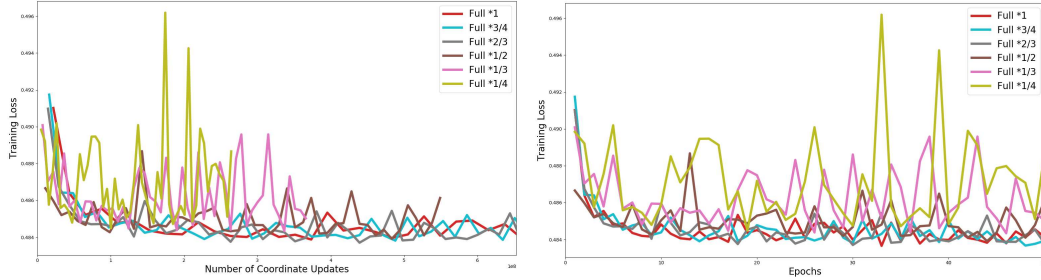 0.496
0.494
0.492
0.490
0.488
0.486
0.484
Training Loss
0
1
2
3
4
5
6
1e9
Number of Coordinate Updates
Full *1
Full *3/4
Full *2/3
Full *1/2
Full *1/3
Full *1/4
0.496
0.494
0.492
0.490
0.488
0.486
0.484
Training Loss
0
10
20
30
40
Epochs
Full *1
Full *3/4
Full *2/3
Full *1/2
Full *1/3
Full *1/4